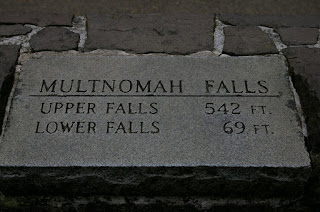 MULTNOMAH FALLS
UPPER FALLS 542 FT.
LOWER FALLS 69 FT.